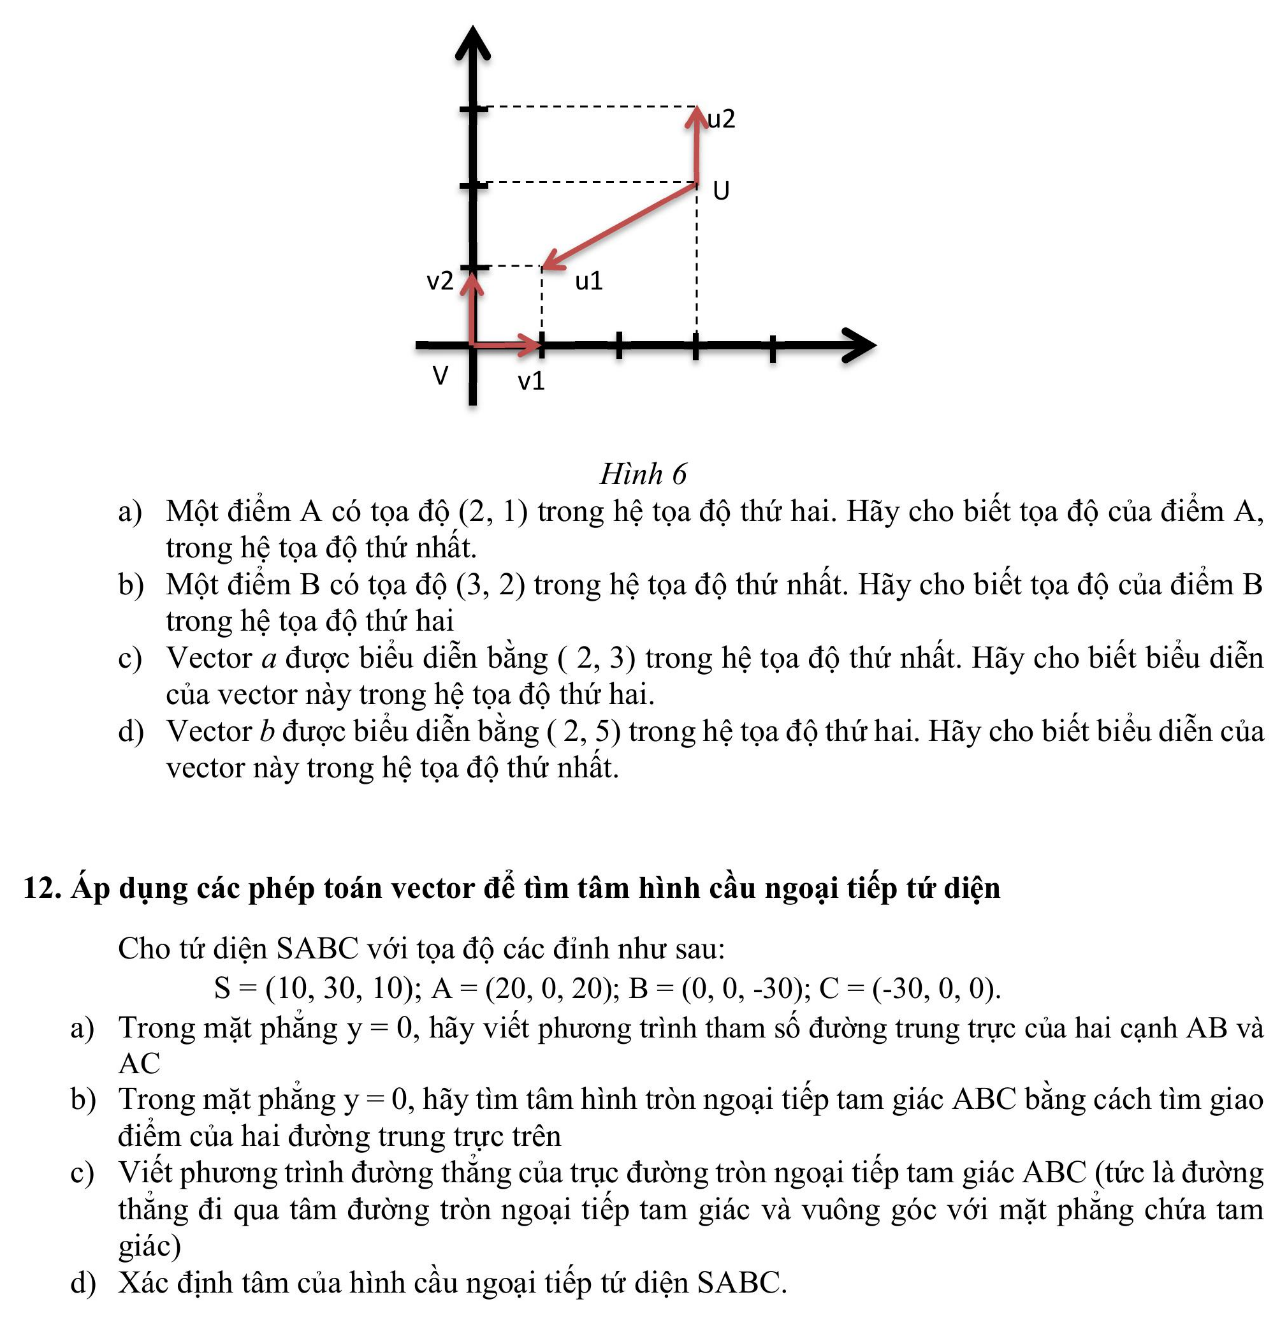 u2
U
v2
u1
V
v1
Hình 6
a) Một điểm A có tọa độ (2, 1) trong hệ tọa độ thứ hai. Hãy cho biết tọa độ của điểm A,
trong hệ tọa độ thứ nhất.
b) Một điểm B có tọa độ (3, 2) trong hệ tọa độ thứ nhất. Hãy cho biết tọa độ của điểm B
trong hệ tọa độ thứ hai
c) Vector a được biểu diễn bằng ( 2, 3) trong hệ tọa độ thứ nhất. Hãy cho biết biểu diễn
của vector này trong hệ tọa độ thứ hai.
d) Vector b được biểu diễn bằng ( 2, 5) trong hệ tọa độ thứ hai. Hãy cho biết biểu diễn của
vector này trong hệ tọa độ thứ nhất.
12. Áp dụng các phép toán vector để tìm tâm hình cầu ngoại tiếp tứ diện
Cho tứ diện SABC với tọa độ các đỉnh như sau:
S = (10, 30, 10); A = (20, 0, 20); B = (0, 0, -30); C = (-30, 0, 0).
a) Trong mặt phẳng y = 0, hãy viết phương trình tham số đường trung trực của hai cạnh AB và
AC
b) Trong mặt phẳng y = 0, hãy tìm tâm hình tròn ngoại tiếp tam giác ABC bằng cách tìm giao
điểm của hai đường trung trực trên
c) Viết phương trình đường thẳng của trục đường tròn ngoại tiếp tam giác ABC (tức là đường
thẳng đi qua tâm đường tròn ngoại tiếp tam giác và vuông góc với mặt phẳng chứa tam
giác)
d) Xác định tâm của hình cầu ngoại tiếp tứ diện SABC.